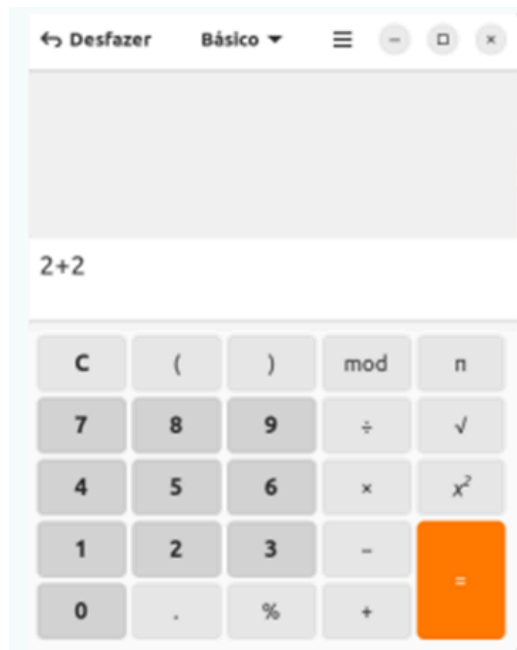 Desfazer Básico
2+2
C ( ) mod π
7 8 9 ÷ √
4 5 6 × x²
1 2 3 −
0 . % + =